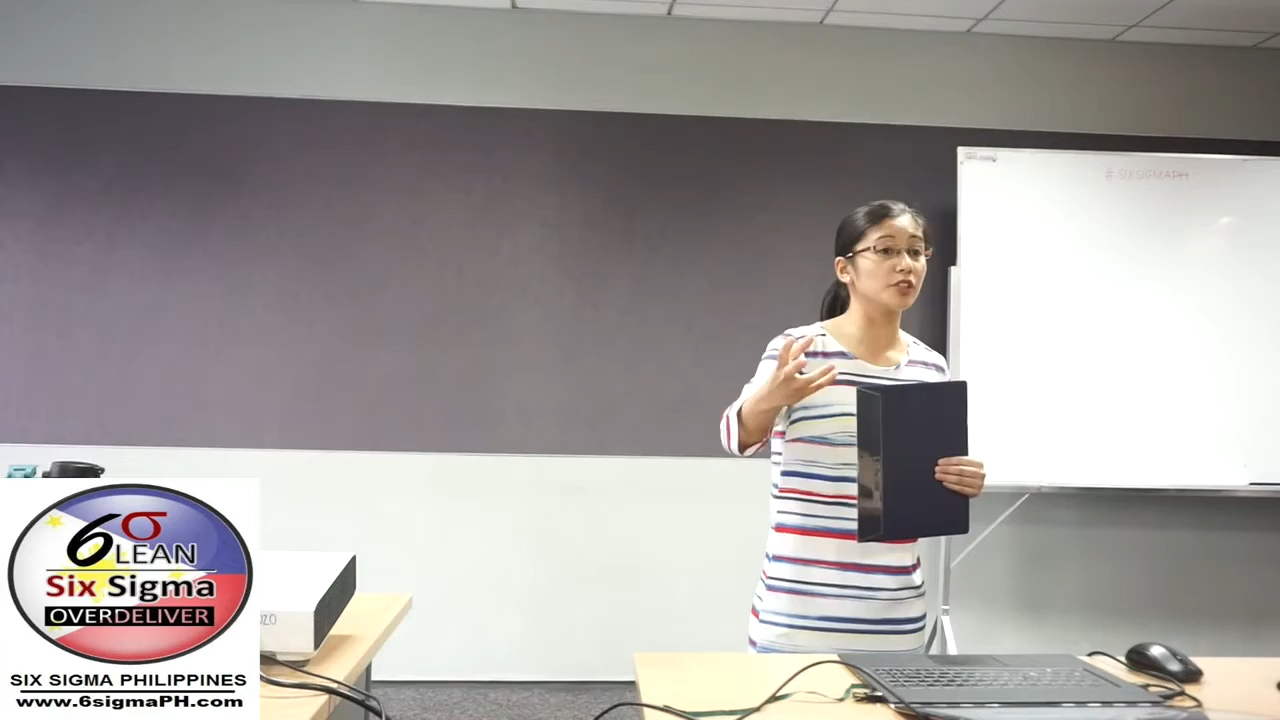 #SIXSIGMAPH
6σ
LEAN
Six Sigma
OVERDELIVER
SIX SIGMA PHILIPPINES
www.6sigmaPH.com